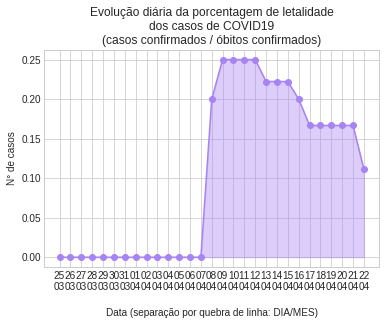 Evolução diária da porcentagem de letalidade
dos casos de COVID19
(casos confirmados / óbitos confirmados)
N° de casos
0.25
0.20
0.15
0.10
0.05
0.00
25 26 27 28 29 30 31 01 02 03 04 05 06 07 08 09 10 11 12 13 14 15 16 17 18 19 20 21 22
03 03 03 03 03 03 03 04 04 04 04 04 04 04 04 04 04 04 04 04 04 04 04 04 04 04 04 04 04
Data (separação por quebra de linha: DIA/MES)